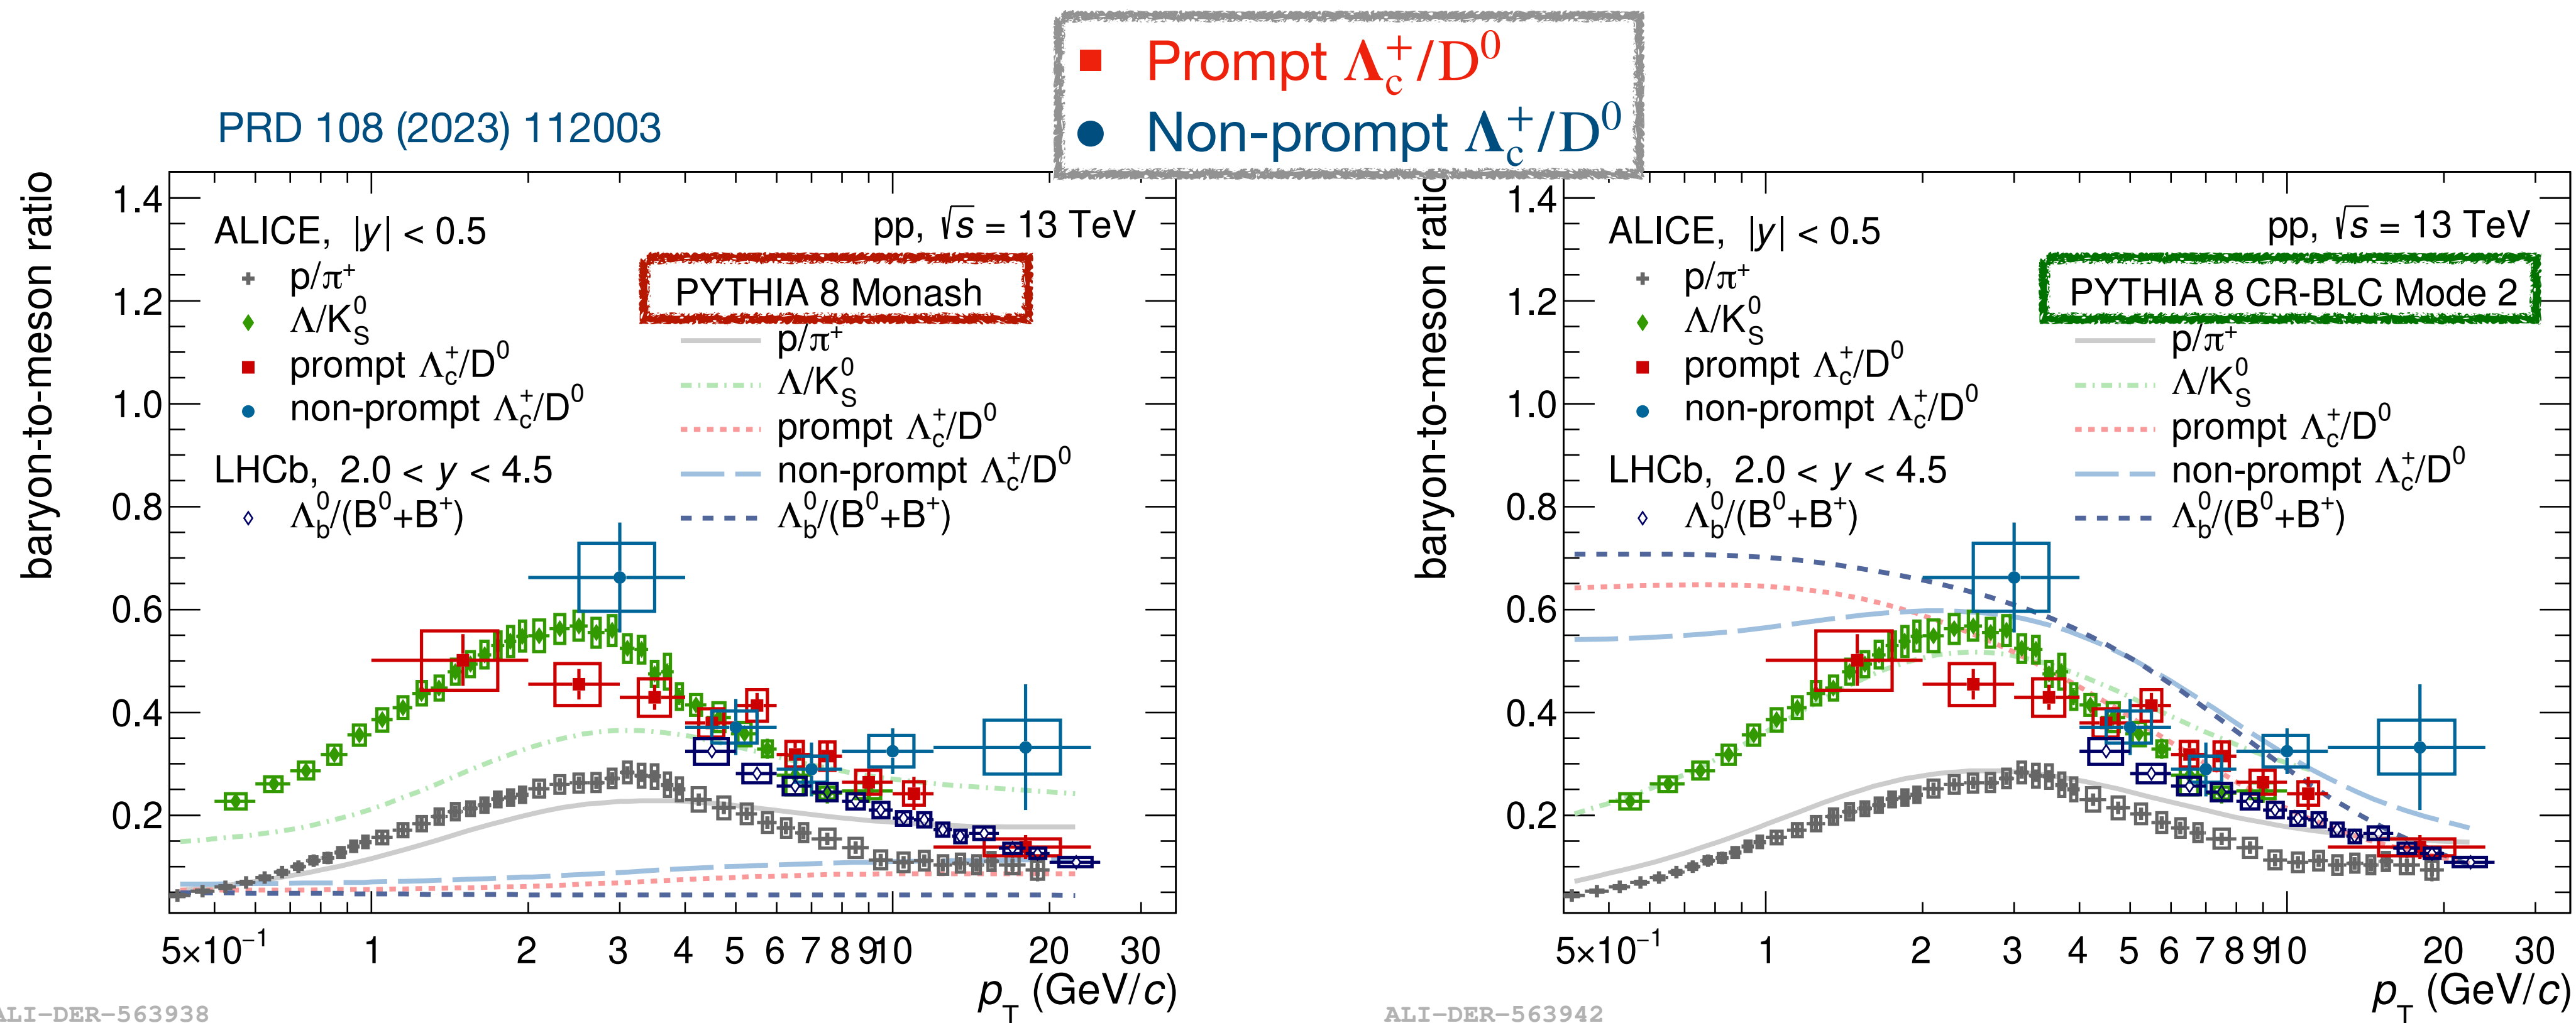 Prompt Λc+/D0
Non-prompt Λc+/D0
PRD 108 (2023) 112003
baryon-to-meson ratio
1.4
1.2
1.0
0.8
0.6
0.4
0.2
ALICE, |y| < 0.5
p/π+
Λ/KS0
prompt Λc+/D0
non-prompt Λc+/D0
LHCb, 2.0 < y < 4.5
Λb0/(B0+B+)
pp, √s = 13 TeV
PYTHIA 8 Monash
p/π+
Λ/KS0
prompt Λc+/D0
non-prompt Λc+/D0
Λb0/(B0+B+)
5×10−1 1 2 3 4 5 6 7 8 9 10 20 30
pT (GeV/c)
ALI−DER−563938
baryon-to-meson ratio
1.4
1.2
1.0
0.8
0.6
0.4
0.2
ALICE, |y| < 0.5
p/π+
Λ/KS0
prompt Λc+/D0
non-prompt Λc+/D0
LHCb, 2.0 < y < 4.5
Λb0/(B0+B+)
pp, √s = 13 TeV
PYTHIA 8 CR-BLC Mode 2
p/π+
Λ/KS0
prompt Λc+/D0
non-prompt Λc+/D0
Λb0/(B0+B+)
5×10−1 1 2 3 4 5 6 7 8 9 10 20 30
pT (GeV/c)
ALI−DER−563942